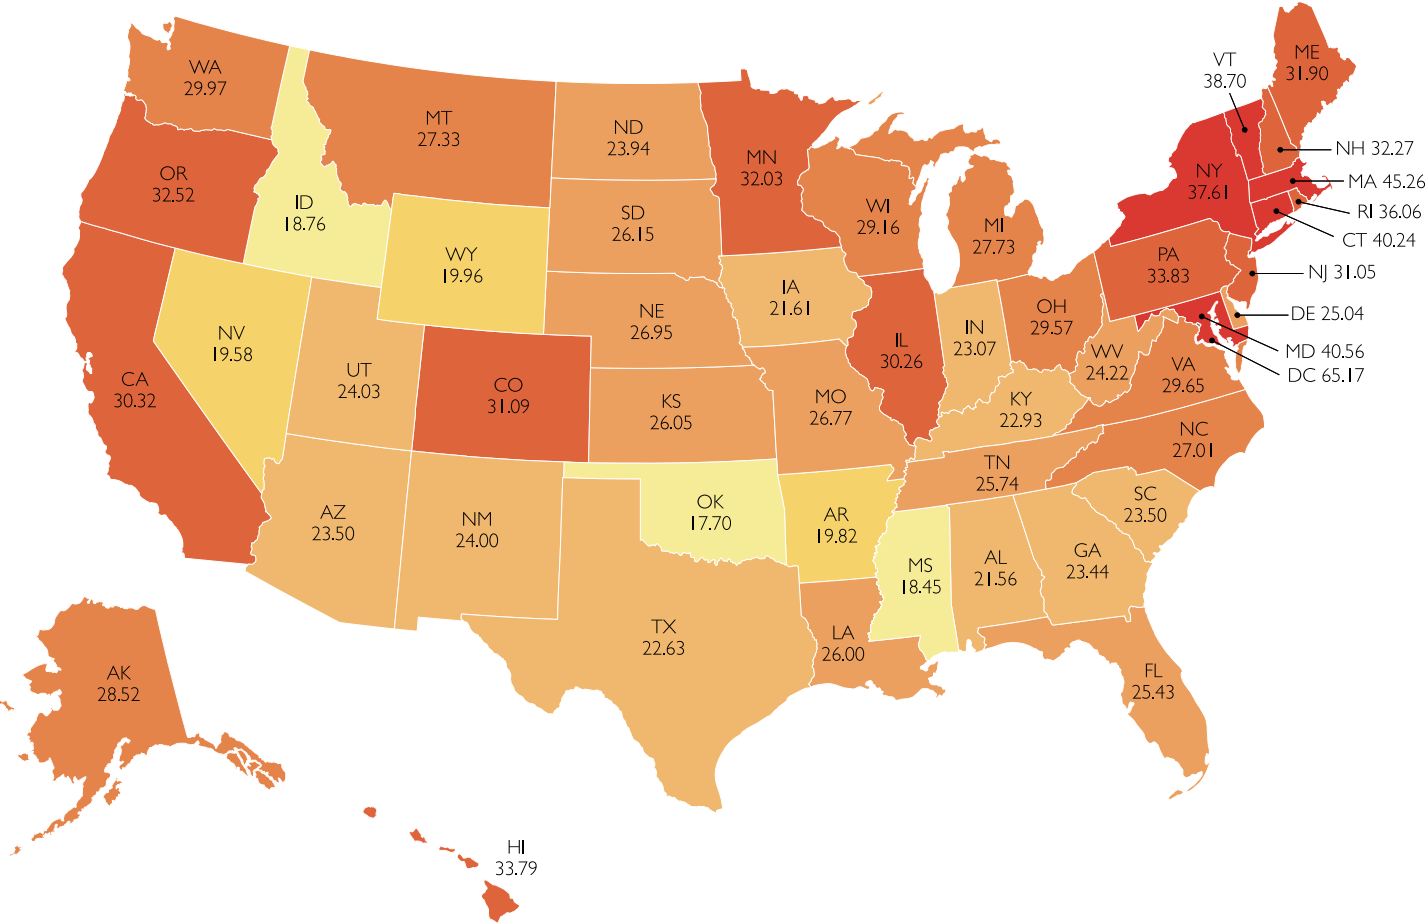 ME
31.90
VT
38.70
WA
29.97
MT
27.33
ND
23.94
MN
32.03
NH 32.27
OR
32.52
NY
37.61
MA 45.26
ID
18.76
SD
26.15
WI
29.16
RI 36.06
MI
27.73
CT 40.24
WY
19.96
PA
33.83
NJ 31.05
IA
21.61
NE
26.95
OH
29.57
DE 25.04
NV
19.58
IL
30.26
IN
23.07
MD 40.56
WV
24.22
VA
29.65
DC 65.17
UT
24.03
CA
30.32
CO
31.09
KS
26.05
MO
26.77
KY
22.93
NC
27.01
TN
25.74
AZ
23.50
NM
24.00
OK
17.70
AR
19.82
SC
23.50
MS
18.45
AL
21.56
GA
23.44
TX
22.63
LA
26.00
AK
28.52
FL
25.43
HI
33.79